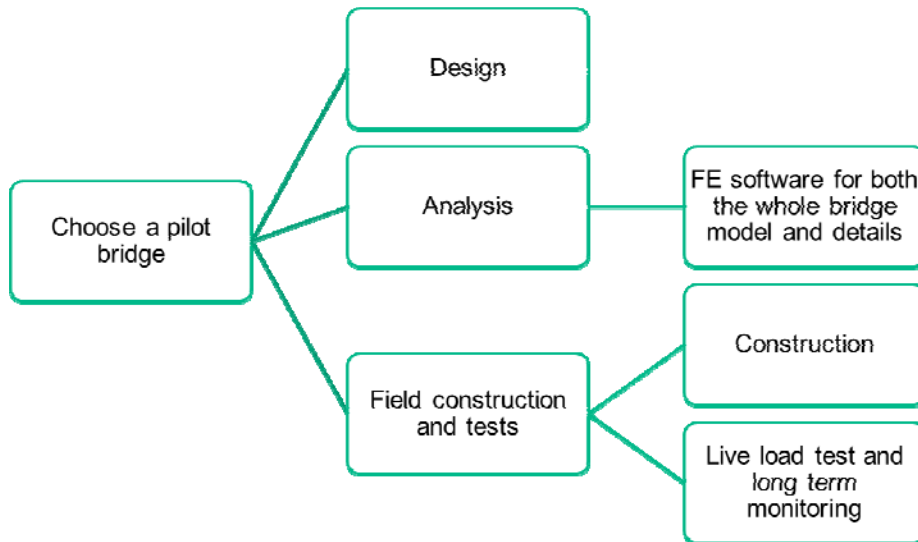 Choose a pilot
bridge
Design
Analysis
FE software for both
the whole bridge
model and details
Field construction
and tests
Construction
Live load test and
long term
monitoring